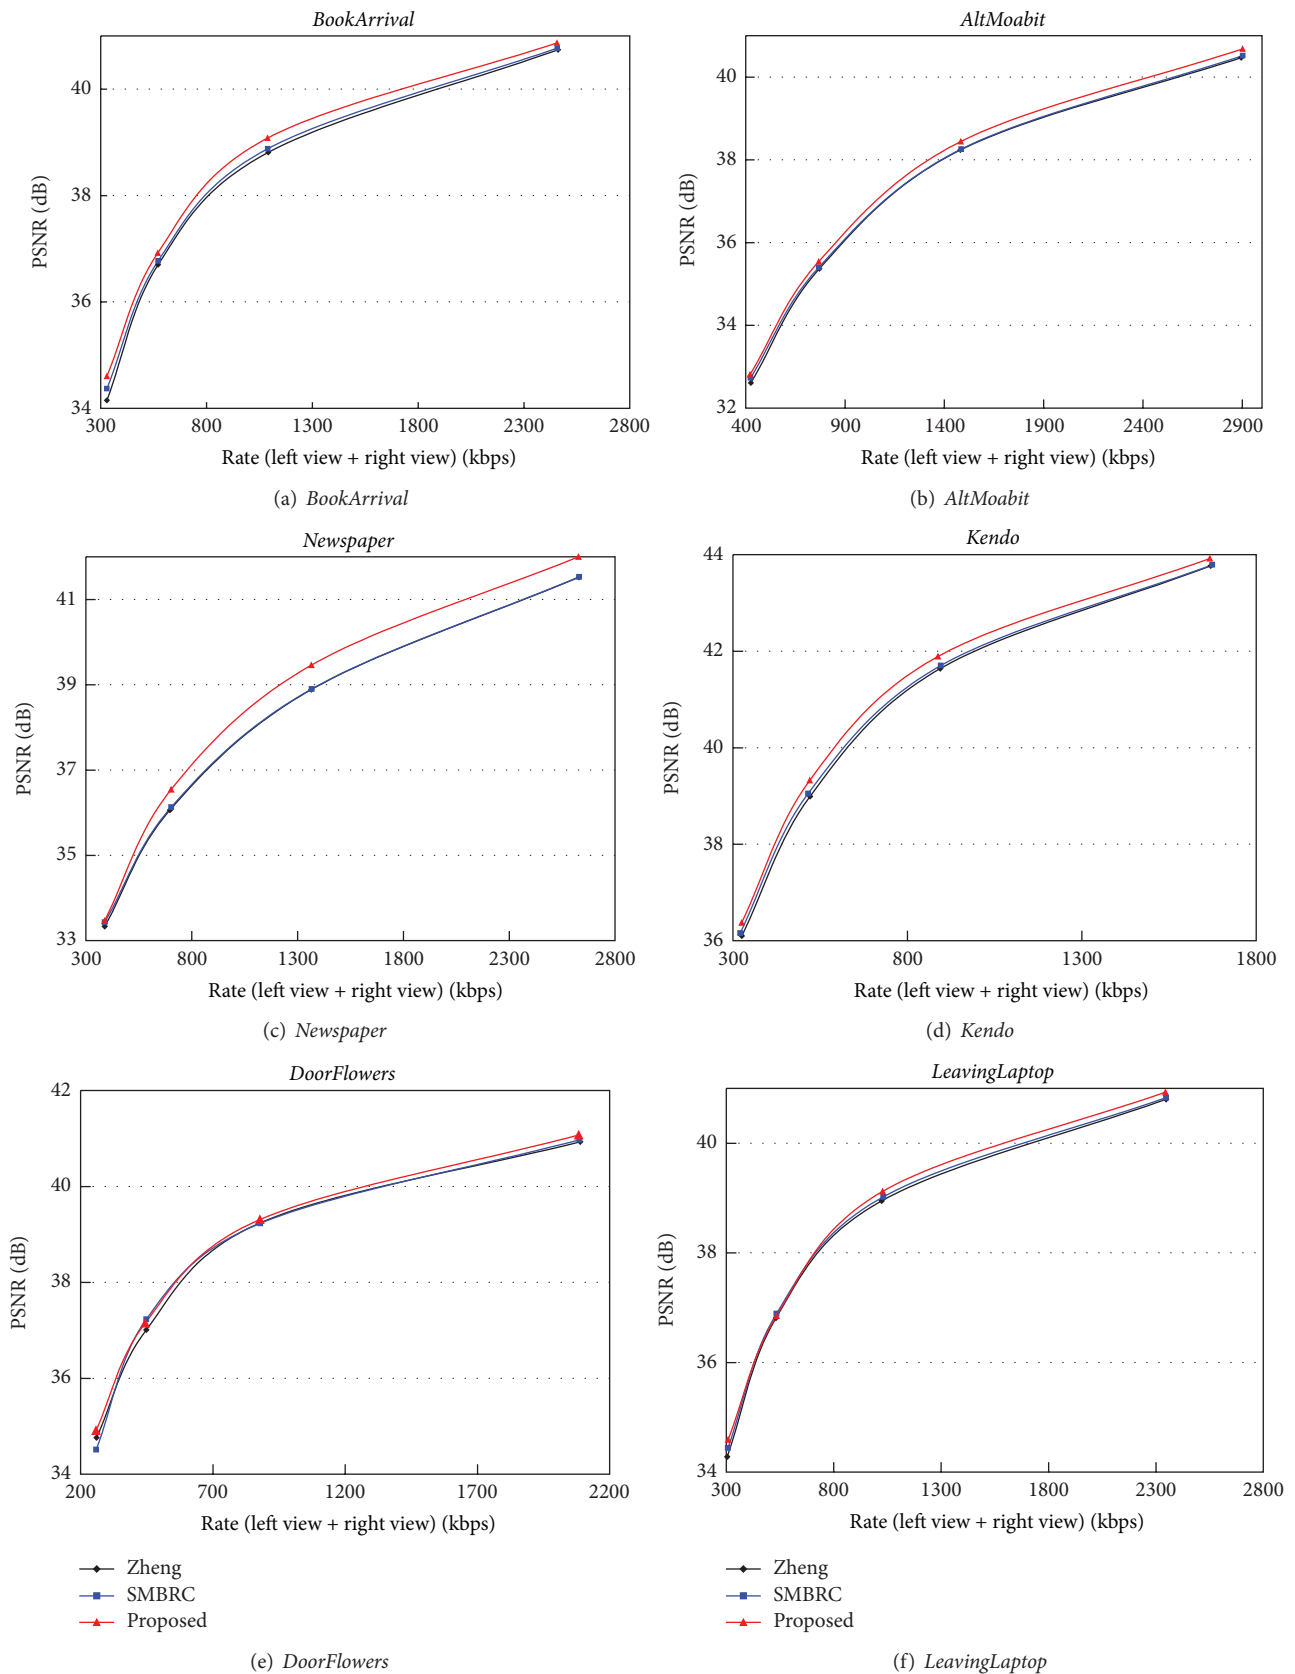 BookArrival
PSNR (dB)
40
38
36
34
300 800 1300 1800 2300 2800
Rate (left view + right view) (kbps)
(a) BookArrival
AltMoabit
PSNR (dB)
40
38
36
34
32
400 900 1400 1900 2400 2900
Rate (left view + right view) (kbps)
(b) AltMoabit
Newspaper
PSNR (dB)
41
39
37
35
33
300 800 1300 1800 2300 2800
Rate (left view + right view) (kbps)
(c) Newspaper
Kendo
PSNR (dB)
44
42
40
38
36
300 800 1300 1800
Rate (left view + right view) (kbps)
(d) Kendo
DoorFlowers
PSNR (dB)
42
40
38
36
34
200 700 1200 1700 2200
Rate (left view + right view) (kbps)
Zheng
SMBRC
Proposed
(e) DoorFlowers
LeavingLaptop
PSNR (dB)
40
38
36
34
300 800 1300 1800 2300 2800
Rate (left view + right view) (kbps)
Zheng
SMBRC
Proposed
(f) LeavingLaptop